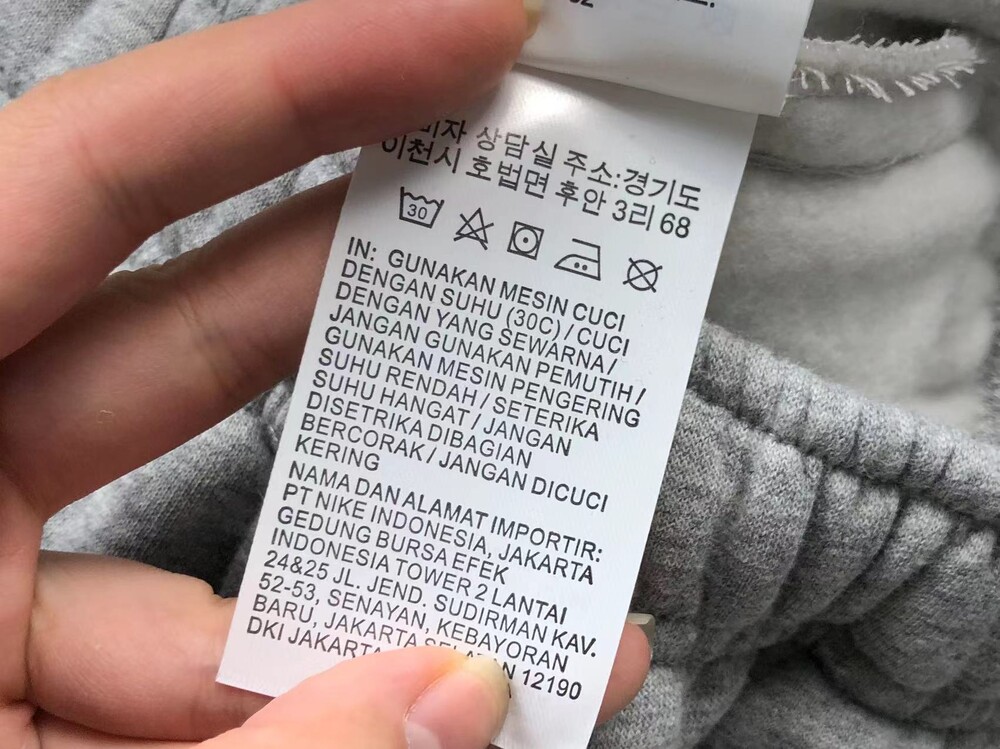 상담실 주소:경기도
이천시 호법면 후안 3리 68
30
IN: GUNAKAN MESIN CUCI
DENGAN SUHU (30C) / CUCI
DENGAN YANG SEWARNA /
JANGAN GUNAKAN PEMUTIH /
GUNAKAN MESIN PENGERING
SUHU RENDAH / SETERIKA
SUHU HANGAT / JANGAN
DISETRIKA DIBAGIAN
BERCORAK / JANGAN DICUCI
KERING
NAMA DAN ALAMAT IMPORTIR:
PT NIKE INDONESIA, JAKARTA
GEDUNG BURSA EFEK
INDONESIA TOWER 2 LANTAI
24&25 JL. JEND. SUDIRMAN KAV.
52-53, SENAYAN, KEBAYORAN
BARU, JAKARTA SELATAN 12190
DKI JAKARTA